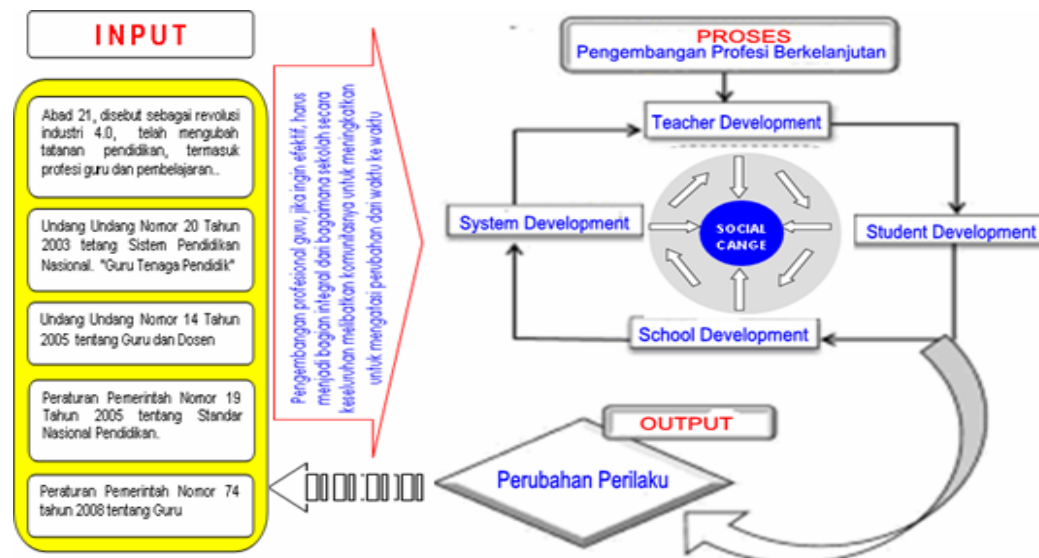 INPUT
Abad 21, disebut sebagai revolusi
industri 4.0, telah mengubah
tatanan pendidikan, termasuk
profesi guru dan pembelajaran..
Undang Undang Nomor 20 Tahun
2003 tetang Sistem Pendidikan
Nasional. "Guru Tenaga Pendidik"
Undang Undang Nomor 14 Tahun
2005 tentang Guru dan Dosen
Peraturan Pemerintah Nomor 19
Tahun 2005 tentang Standar
Nasional Pendidikan.
Peraturan Pemerintah Nomor 74
tahun 2008 tentang Guru
Pengembangan profesional guru, jika ingin efektif, harus
menjadi bagian integral dari bagaimana sekolah secara
keseluruhan melibatkan komunitasnya untuk meningkatkan
untuk mengatasi perubahan dari waktu ke waktu
PROSES
Pengembangan Profesi Berkelanjutan
Teacher Development
System Development
SOCIAL
CANGE
Student Development
School Development
OUTPUT
Perubahan Perilaku